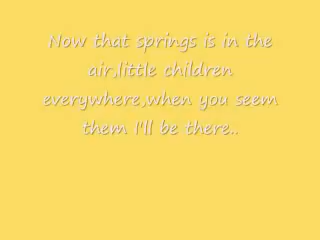 Now that springs is in the
air,little children
everywhere,when you seem
them I'll be there..